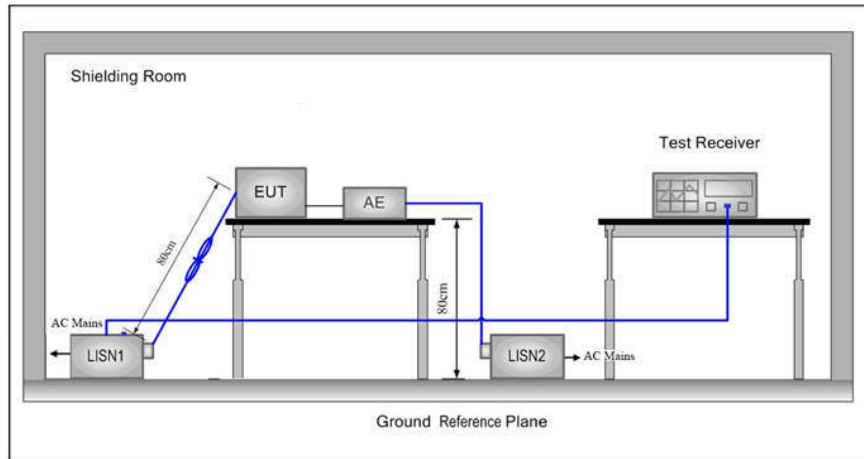 Shielding Room
Test Receiver
EUT
AE
80cm
80cm
AC Mains
LISN1
LISN2
AC Mains
Ground Reference Plane